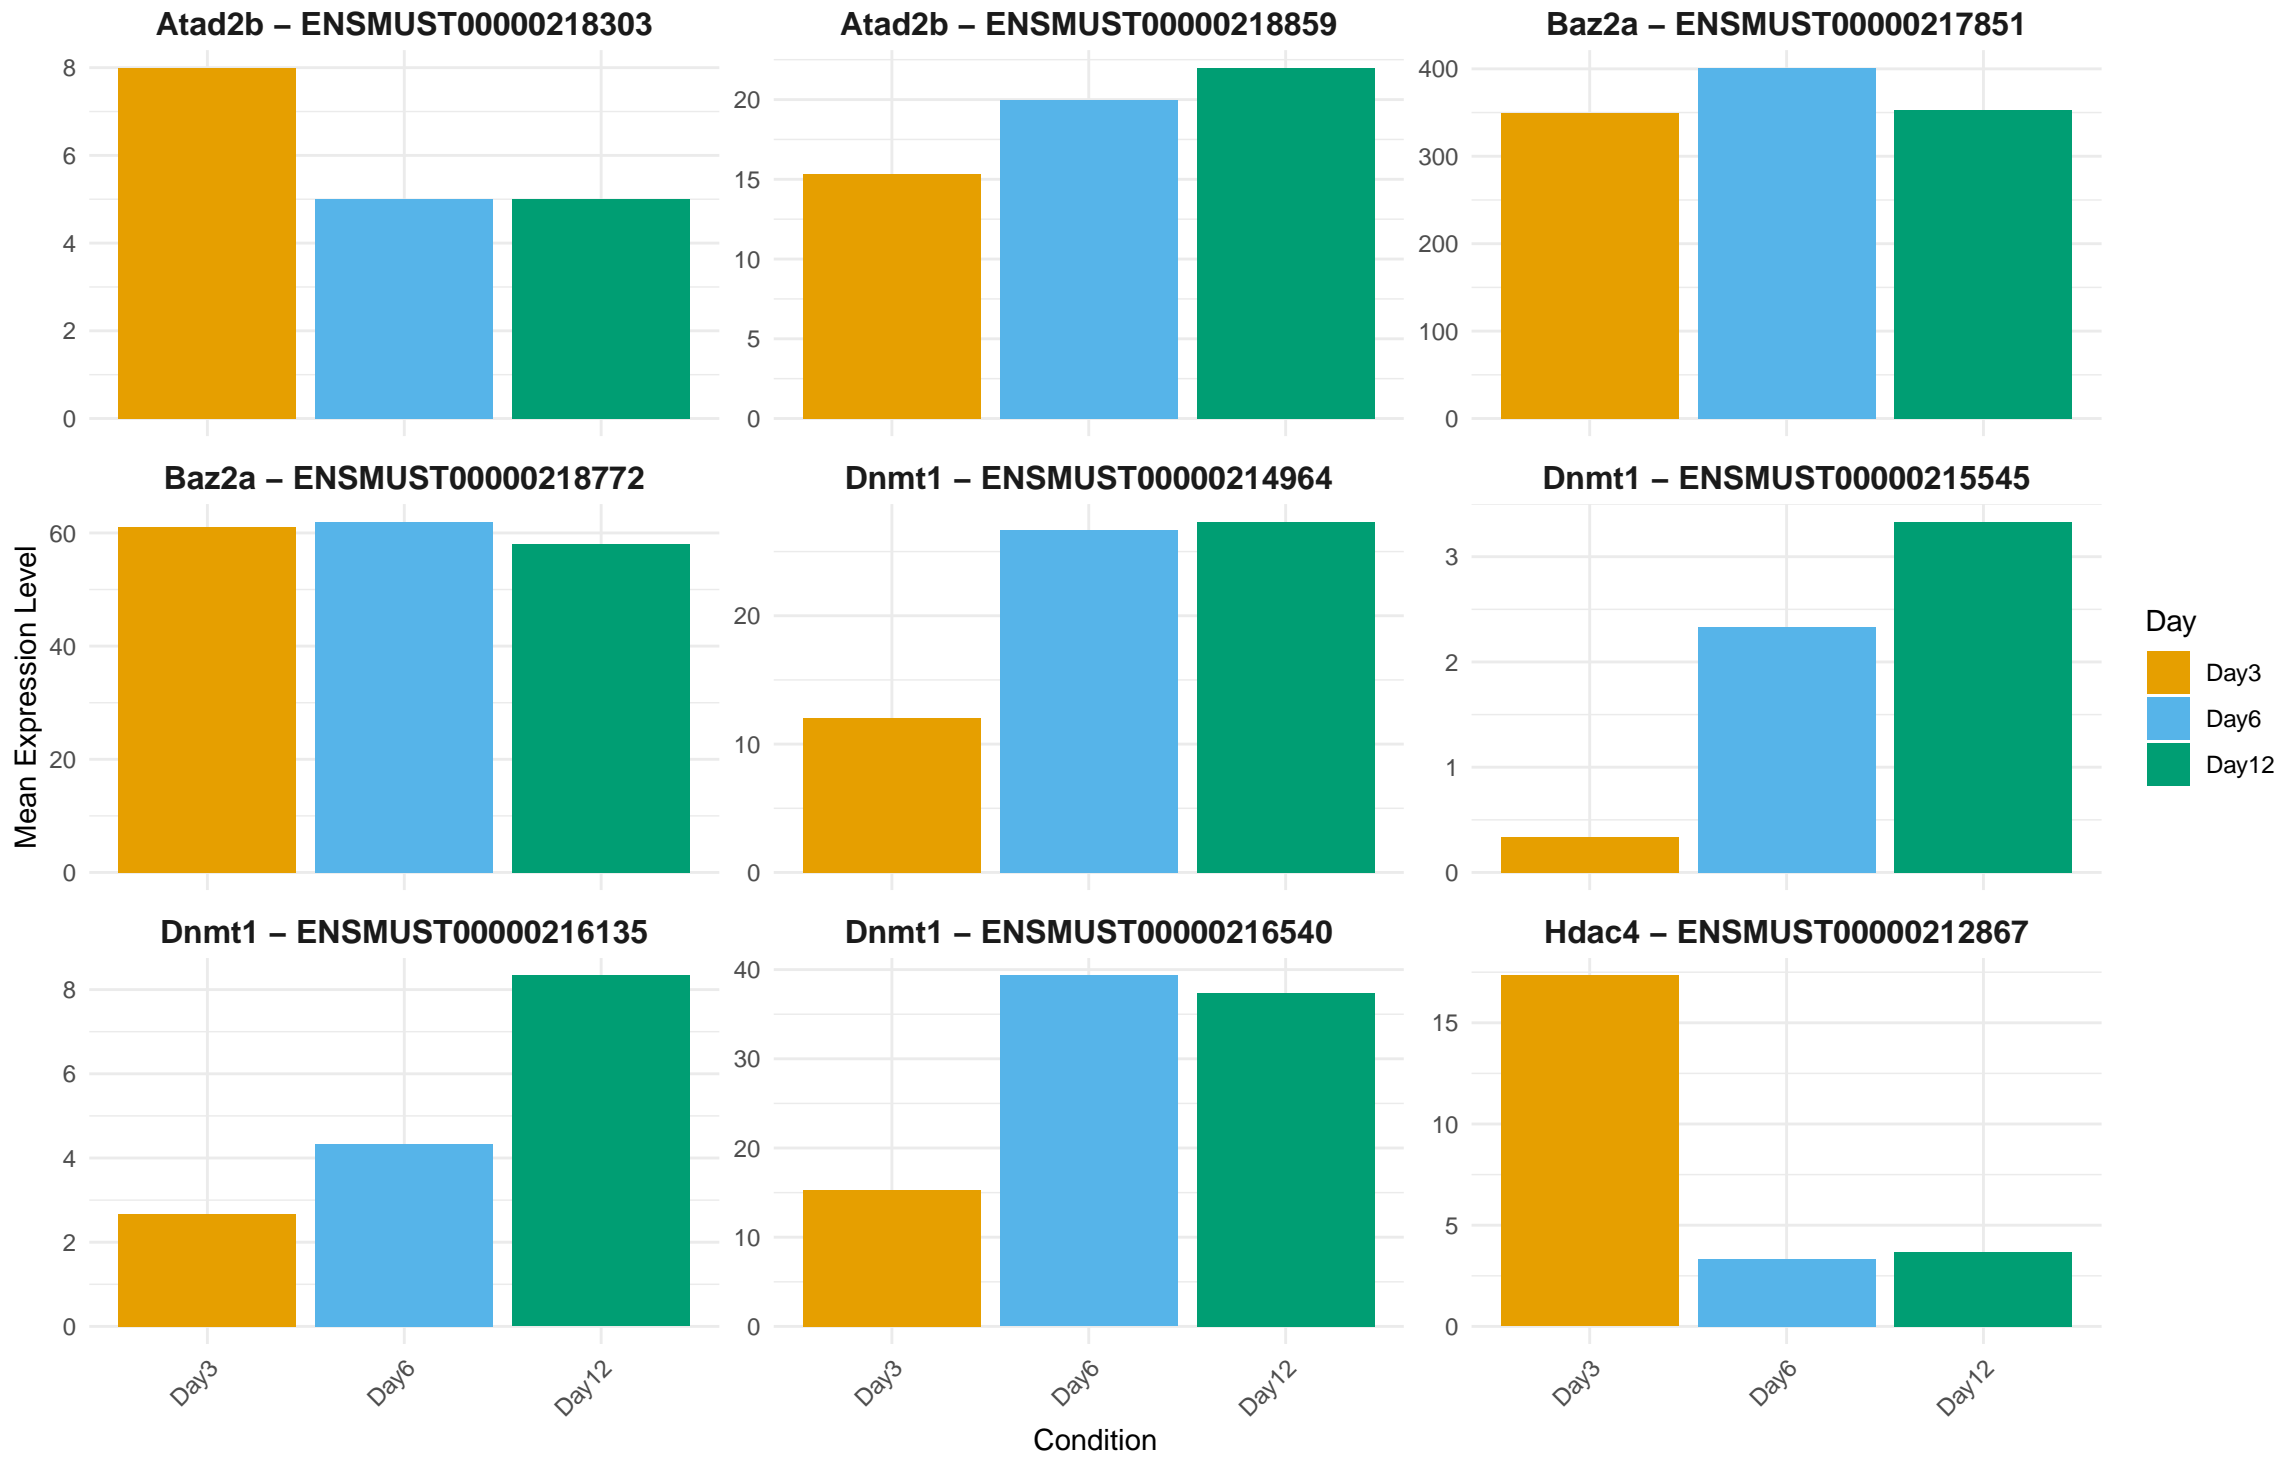 Atad2b – ENSMUST00000218303
Atad2b – ENSMUST00000218859
Baz2a – ENSMUST00000217851
8
6
4
2
0
20
15
10
5
0
400
300
200
100
0
Baz2a – ENSMUST00000218772
Dnmt1 – ENSMUST00000214964
Dnmt1 – ENSMUST00000215545
Mean Expression Level
60
40
20
0
20
10
0
3
2
1
0
Dnmt1 – ENSMUST00000216135
Dnmt1 – ENSMUST00000216540
Hdac4 – ENSMUST00000212867
8
6
4
2
0
40
30
20
10
0
15
10
5
0
Day3
Day6
Day12
Day3
Day6
Day12
Day3
Day6
Day12
Condition
Day
Day3
Day6
Day12